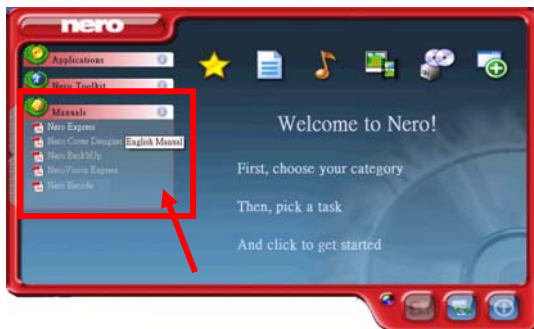 nero
Applications
Nero Toolkit
Manuals
Nero Express
Nero Cover Designer
English Manual
Nero BackItUp
NeroVision Express
Nero Recode
Welcome to Nero!
First, choose your category
Then, pick a task
And click to get started